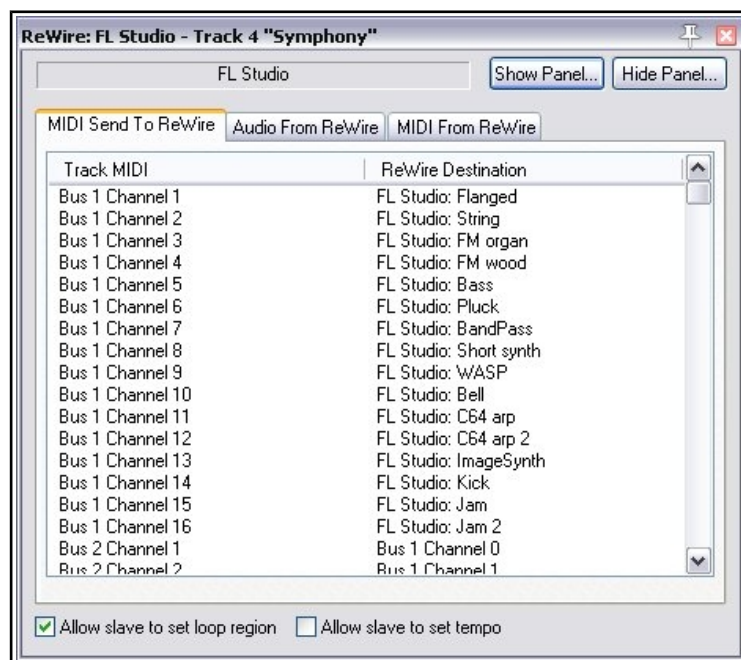 ReWire: FL Studio - Track 4 "Symphony"
FL Studio Show Panel... Hide Panel...
MIDI Send To ReWire Audio From ReWire MIDI From ReWire
Track MIDI ReWire Destination
Bus 1 Channel 1 FL Studio: Flanged
Bus 1 Channel 2 FL Studio: String
Bus 1 Channel 3 FL Studio: FM organ
Bus 1 Channel 4 FL Studio: FM wood
Bus 1 Channel 5 FL Studio: Bass
Bus 1 Channel 6 FL Studio: Pluck
Bus 1 Channel 7 FL Studio: BandPass
Bus 1 Channel 8 FL Studio: Short synth
Bus 1 Channel 9 FL Studio: WASP
Bus 1 Channel 10 FL Studio: Bell
Bus 1 Channel 11 FL Studio: C64 arp
Bus 1 Channel 12 FL Studio: C64 arp 2
Bus 1 Channel 13 FL Studio: ImageSynth
Bus 1 Channel 14 FL Studio: Kick
Bus 1 Channel 15 FL Studio: Jam
Bus 1 Channel 16 FL Studio: Jam 2
Bus 2 Channel 1 Bus 1 Channel 0
Bus 2 Channel 2 Bus 1 Channel 1
Allow slave to set loop region Allow slave to set tempo